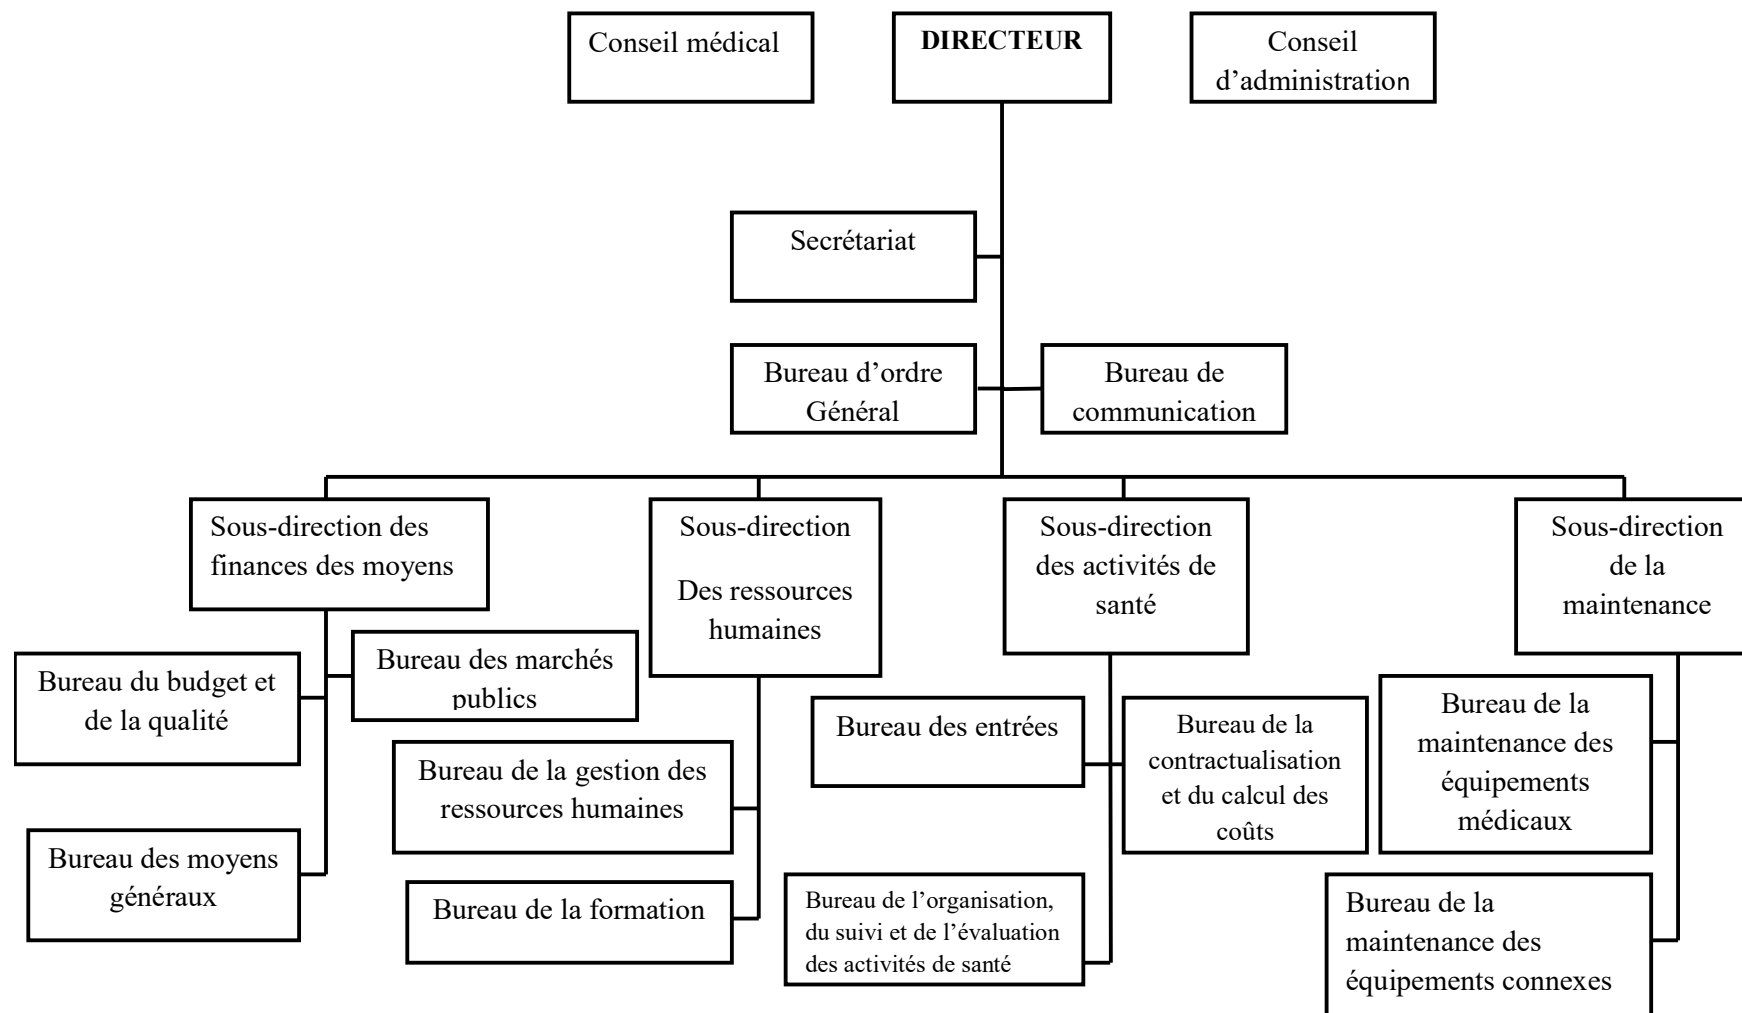 Conseil médical
DIRECTEUR
Conseil
d’administration
Secrétariat
Bureau d’ordre
Général
Bureau de
communication
Sous-direction des
finances des moyens
Sous-direction
Des ressources
humaines
Sous-direction
des activités de
santé
Sous-direction
de la
maintenance
Bureau du budget et
de la qualité
Bureau des marchés
publics
Bureau de la gestion des
ressources humaines
Bureau des entrées
Bureau de la
contractualisation
et du calcul des
coûts
Bureau de la
maintenance des
équipements
médicaux
Bureau des moyens
généraux
Bureau de la formation
Bureau de l’organisation,
du suivi et de l’évaluation
des activités de santé
Bureau de la
maintenance des
équipements connexes